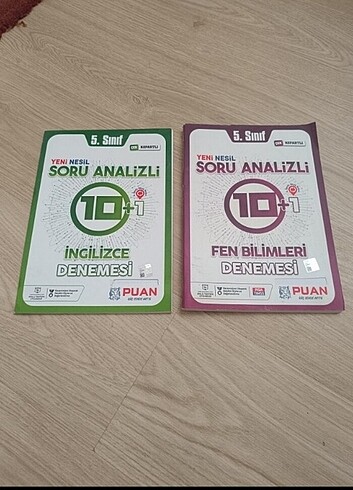 5. Sınıf
YENİ NESİL
SORU ANALİZLİ
10+1
İNGİLİZCE
DENEMESİ
PUAN
5. Sınıf
YENİ NESİL
SORU ANALİZLİ
10+1
FEN BİLİMLERİ
DENEMESİ
PUAN